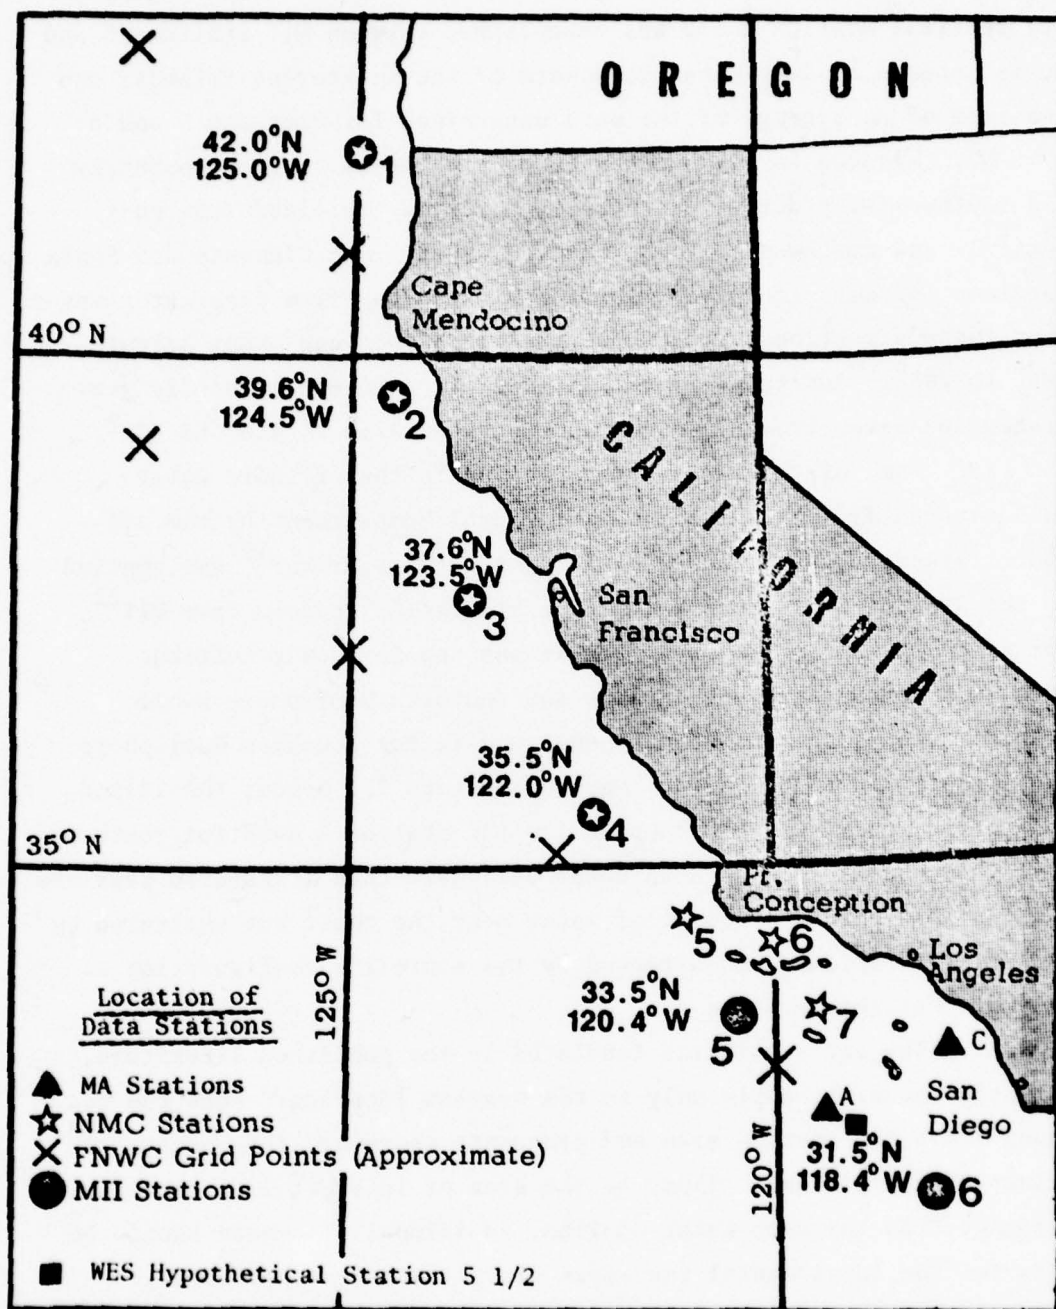 OREGON
42.0°N
125.0°W
1
Cape
Mendocino
40° N
39.6°N
124.5°W
2
CALIFORNIA
37.6°N
123.5°W
3
San
Francisco
35.5°N
122.0°W
4
35° N
Pt.
Conception
5
6
Los
Angeles
33.5°N
120.4°W
5
7
125° W
C
A
San
Diego
31.5°N
118.4°W
6
120° W
Location of
Data Stations
MA Stations
NMC Stations
FNWC Grid Points (Approximate)
MII Stations
WES Hypothetical Station 5 1/2